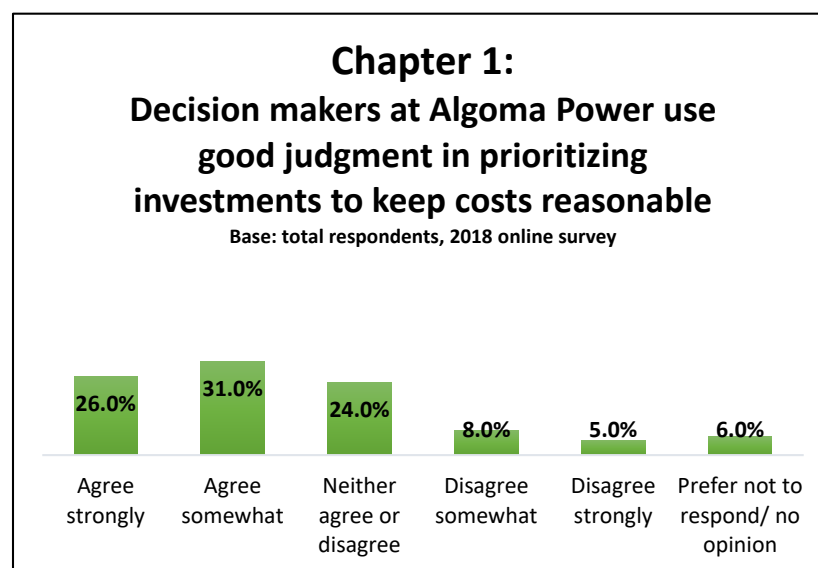 Chapter 1:
Decision makers at Algoma Power use
good judgment in prioritizing
investments to keep costs reasonable
Base: total respondents, 2018 online survey
26.0%
31.0%
24.0%
8.0%
5.0%
6.0%
Agree
strongly
Agree
somewhat
Neither
agree or
disagree
Disagree
somewhat
Disagree
strongly
Prefer not to
respond/ no
opinion